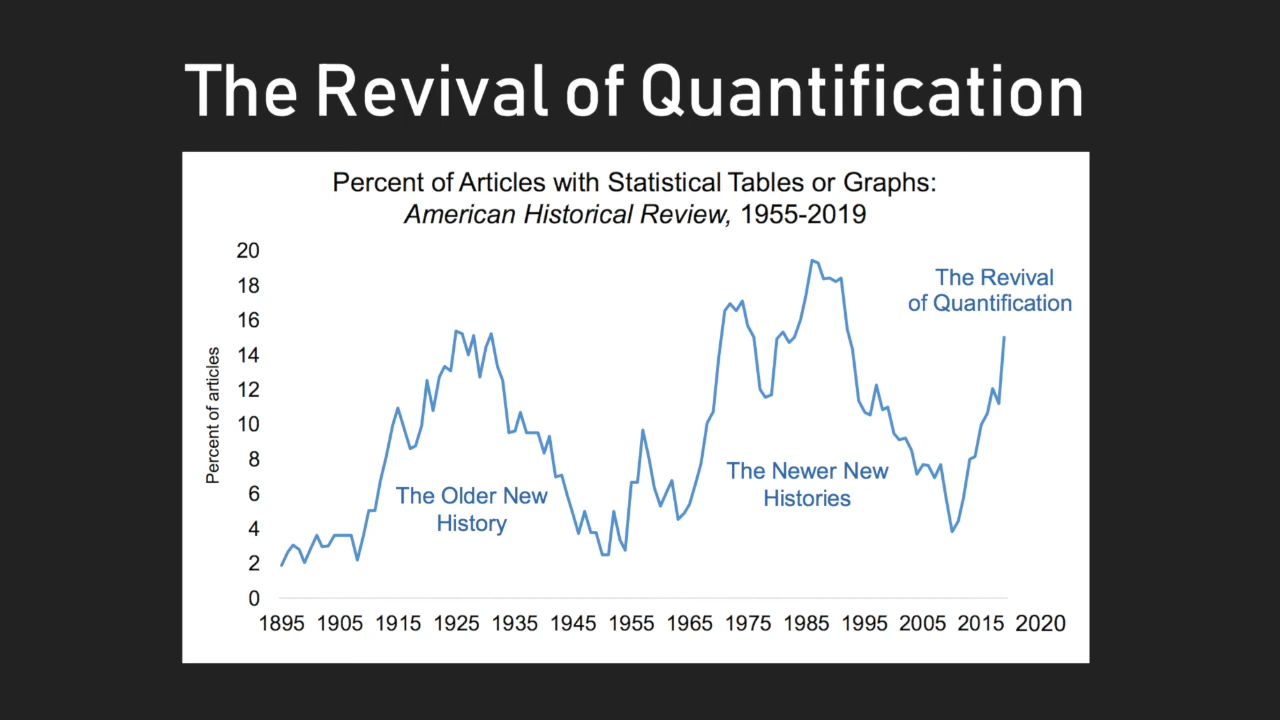 The Revival of Quantification
Percent of Articles with Statistical Tables or Graphs:
American Historical Review, 1955-2019
Percent of articles
20
18
16
14
12
10
8
6
4
2
0
The Older New
History
The Newer New
Histories
The Revival
of Quantification
1895 1905 1915 1925 1935 1945 1955 1965 1975 1985 1995 2005 2015 2020